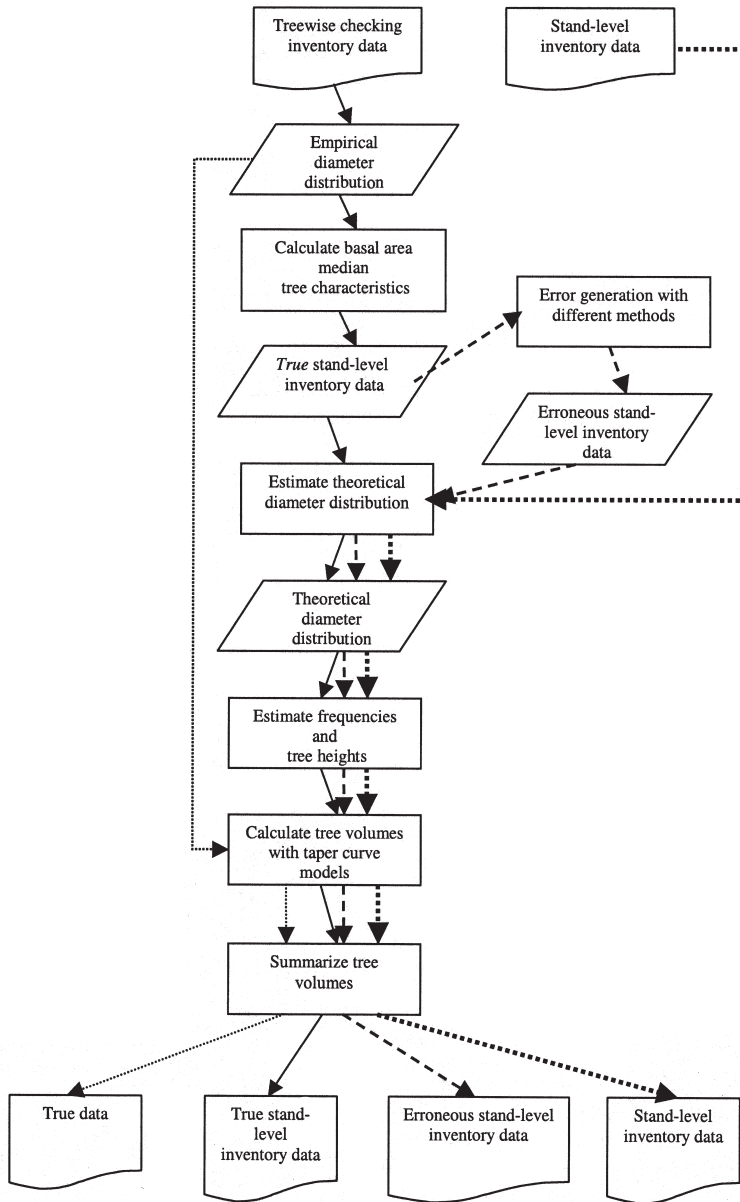 Treewise checking
inventory data
Stand-level
inventory data
Empirical
diameter
distribution
Calculate basal area
median
tree characteristics
Error generation with
different methods
True stand-level
inventory data
Erroneous stand-
level inventory
data
Estimate theoretical
diameter distribution
Theoretical
diameter
distribution
Estimate frequencies
and
tree heights
Calculate tree volumes
with taper curve
models
Summarize tree
volumes
True data
True stand-
level
inventory data
Erroneous stand-level
inventory data
Stand-level
inventory data